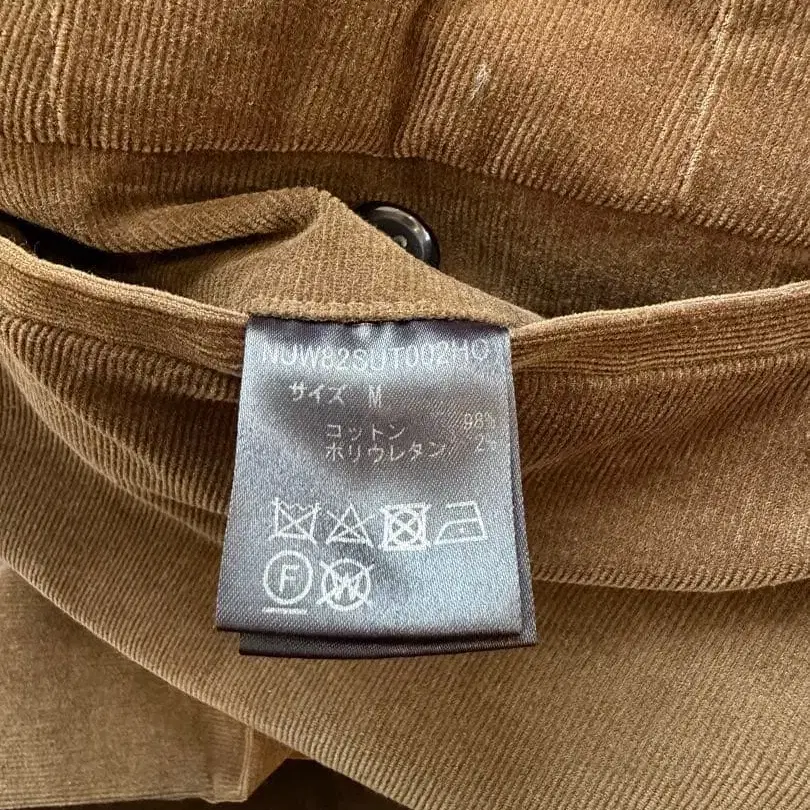 NUW82SUT002HC
サイズ M
コットン 98%
ポリウレタン 2%
F W